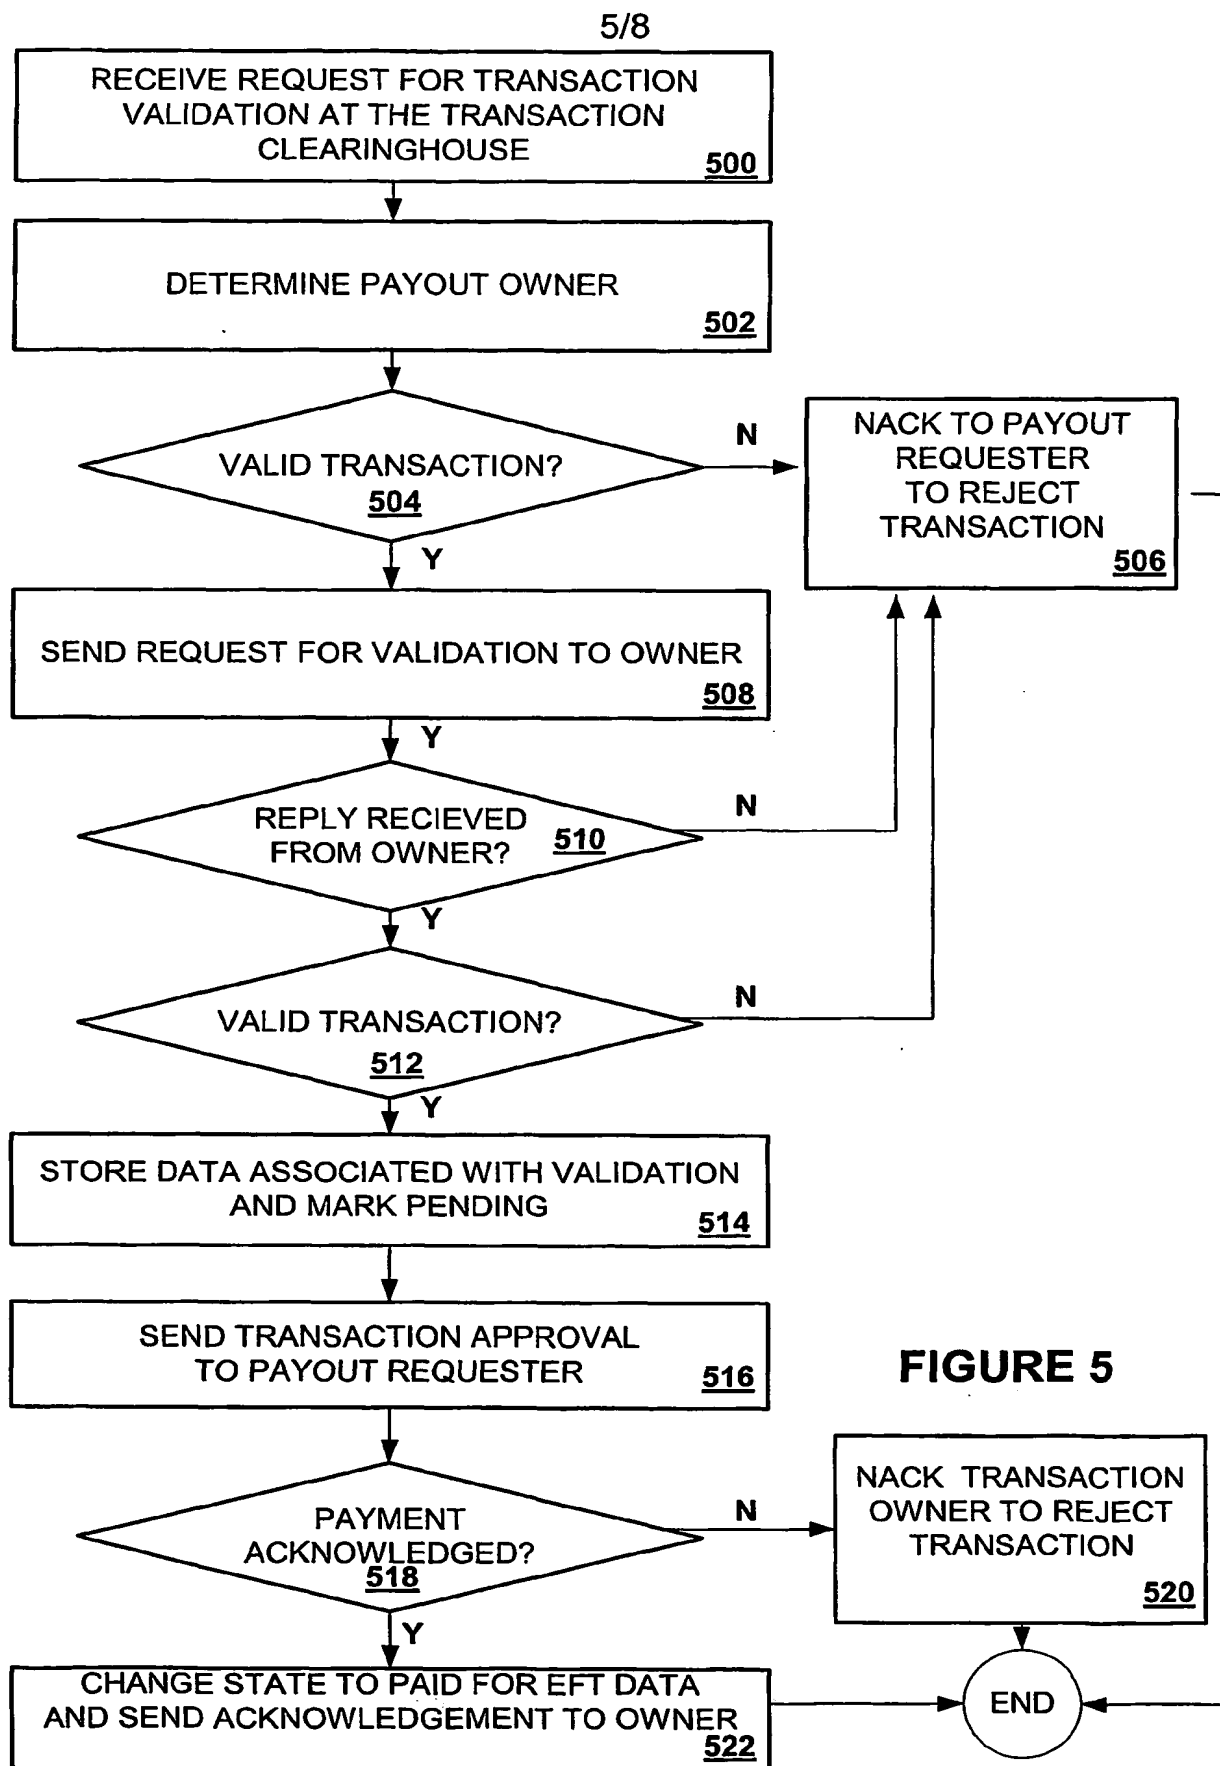 5/8
RECEIVE REQUEST FOR TRANSACTION
VALIDATION AT THE TRANSACTION
CLEARINGHOUSE
500
DETERMINE PAYOUT OWNER
502
VALID TRANSACTION?
504
N
Y
NACK TO PAYOUT
REQUESTER
TO REJECT
TRANSACTION
506
SEND REQUEST FOR VALIDATION TO OWNER
508
Y
REPLY RECIEVED
FROM OWNER?
510
N
Y
VALID TRANSACTION?
512
N
Y
STORE DATA ASSOCIATED WITH VALIDATION
AND MARK PENDING
514
SEND TRANSACTION APPROVAL
TO PAYOUT REQUESTER
516
FIGURE 5
PAYMENT
ACKNOWLEDGED?
518
N
Y
NACK TRANSACTION
OWNER TO REJECT
TRANSACTION
520
CHANGE STATE TO PAID FOR EFT DATA
AND SEND ACKNOWLEDGEMENT TO OWNER
522
END